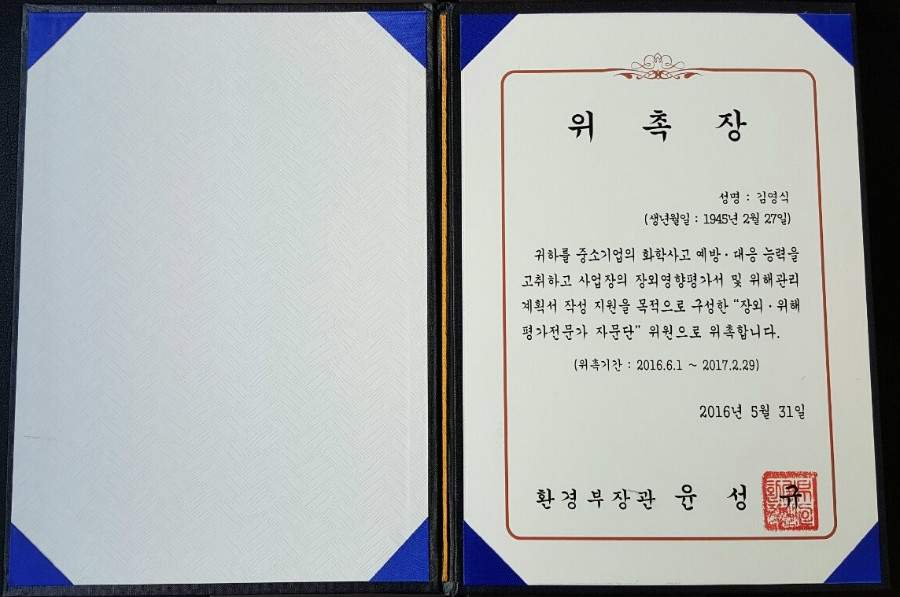 위 촉 장
성명 : 김영식
(생년월일 : 1945년 2월 27일)
귀하를 중소기업의 화학사고 예방·대응 능력을
고취하고 사업장의 장외영향평가서 및 위해관리
계획서 작성 지원을 목적으로 구성한 "장외·위해
평가전문가 자문단" 위원으로 위촉합니다.
(위촉기간 : 2016.6.1 ~ 2017.2.29)
2016년 5월 31일
환경부장관 윤 성 규